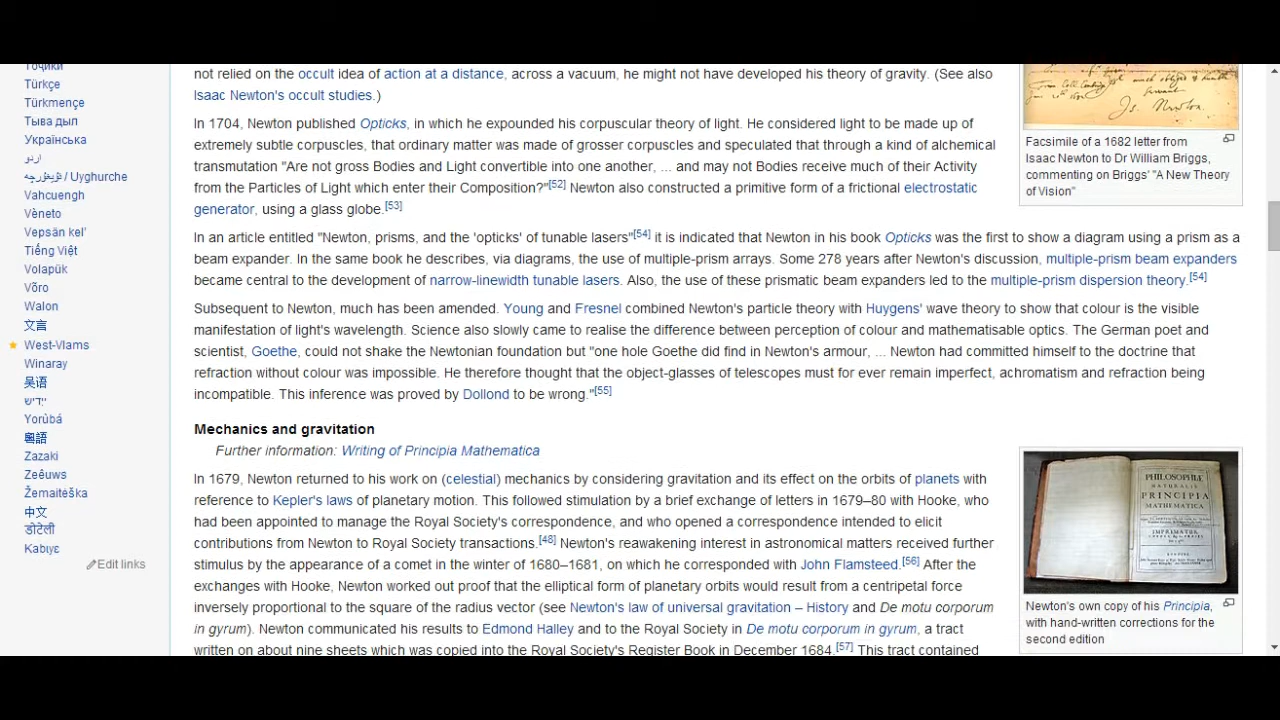 Тоҷикӣ
Türkçe
Türkmençe
Тыва дыл
Українська
اردو
ئۇيغۇرچە / Uyghurche
Vahcuengh
Vèneto
Vepsän kel'
Tiếng Việt
Volapük
Võro
Walon
文言
West-Vlams
Winaray
吴语
ייִדיש
Yorùbá
粵語
Zazaki
Zeêuws
Žemaitėška
中文
डोटेली
Kabɩyɛ
Edit links
not relied on the occult idea of action at a distance, across a vacuum, he might not have developed his theory of gravity. (See also
Isaac Newton's occult studies.)
In 1704, Newton published Opticks, in which he expounded his corpuscular theory of light. He considered light to be made up of
extremely subtle corpuscles, that ordinary matter was made of grosser corpuscles and speculated that through a kind of alchemical
transmutation "Are not gross Bodies and Light convertible into one another, ... and may not Bodies receive much of their Activity
from the Particles of Light which enter their Composition?"[52] Newton also constructed a primitive form of a frictional electrostatic
generator, using a glass globe.[53]
In an article entitled "Newton, prisms, and the 'opticks' of tunable lasers"[54] it is indicated that Newton in his book Opticks was the first to show a diagram using a prism as a
beam expander. In the same book he describes, via diagrams, the use of multiple-prism arrays. Some 278 years after Newton's discussion, multiple-prism beam expanders
became central to the development of narrow-linewidth tunable lasers. Also, the use of these prismatic beam expanders led to the multiple-prism dispersion theory.[54]
Subsequent to Newton, much has been amended. Young and Fresnel combined Newton's particle theory with Huygens' wave theory to show that colour is the visible
manifestation of light's wavelength. Science also slowly came to realise the difference between perception of colour and mathematisable optics. The German poet and
scientist, Goethe, could not shake the Newtonian foundation but "one hole Goethe did find in Newton's armour, ... Newton had committed himself to the doctrine that
refraction without colour was impossible. He therefore thought that the object-glasses of telescopes must for ever remain imperfect, achromatism and refraction being
incompatible. This inference was proved by Dollond to be wrong."[55]
Mechanics and gravitation
Further information: Writing of Principia Mathematica
In 1679, Newton returned to his work on (celestial) mechanics by considering gravitation and its effect on the orbits of planets with
reference to Kepler's laws of planetary motion. This followed stimulation by a brief exchange of letters in 1679–80 with Hooke, who
had been appointed to manage the Royal Society's correspondence, and who opened a correspondence intended to elicit
contributions from Newton to Royal Society transactions.[48] Newton's reawakening interest in astronomical matters received further
stimulus by the appearance of a comet in the winter of 1680–1681, on which he corresponded with John Flamsteed.[56] After the
exchanges with Hooke, Newton worked out proof that the elliptical form of planetary orbits would result from a centripetal force
inversely proportional to the square of the radius vector (see Newton's law of universal gravitation – History and De motu corporum
in gyrum). Newton communicated his results to Edmond Halley and to the Royal Society in De motu corporum in gyrum, a tract
written on about nine sheets which was copied into the Royal Society's Register Book in December 1684.[57] This tract contained
Is. Newton.
Facsimile of a 1682 letter from
Isaac Newton to Dr William Briggs,
commenting on Briggs' "A New Theory
of Vision"
PHILOSOPHIÆ
NATURALIS
PRINCIPIA
MATHEMATICA
IMPRIMATUR
Newton's own copy of his Principia,
with hand-written corrections for the
second edition